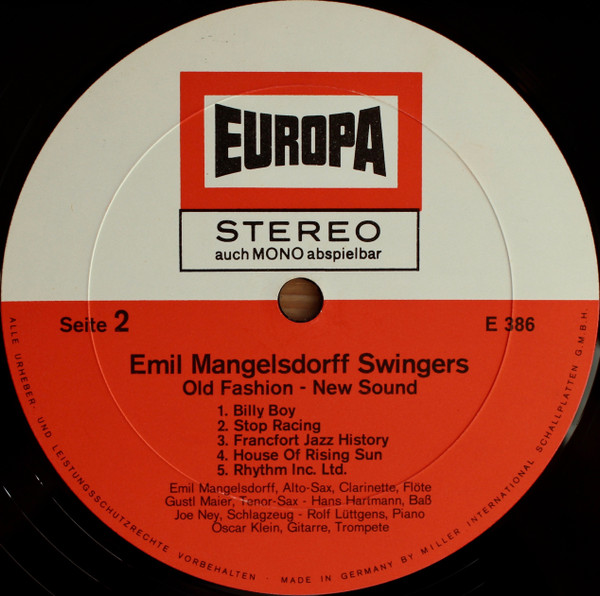 EUROPA
STEREO
auch MONO abspielbar
Seite 2
E 386
Emil Mangelsdorff Swingers
Old Fashion - New Sound
1. Billy Boy
2. Stop Racing
3. Francfort Jazz History
4. House Of Rising Sun
5. Rhythm Inc. Ltd.
Emil Mangelsdorff, Alto-Sax, Clarinette, Flöte
Gustl Maier, Tenor-Sax - Hans Hartmann, Baß
Joe Ney, Schlagzeug - Rolf Lüttgens, Piano
Oscar Klein, Gitarre, Trompete
ALLE URHEBER- UND LEISTUNGSSCHUTZRECHTE VORBEHALTEN - MADE IN GERMANY BY MILLER INTERNATIONAL SCHALLPLATTEN G.M.B.H.